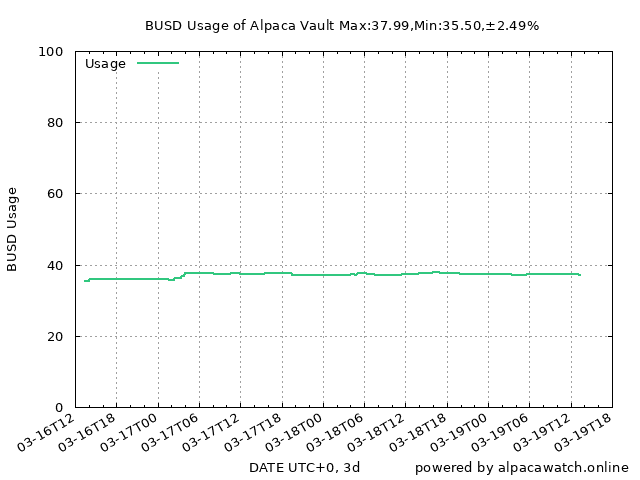 BUSD Usage of Alpaca Vault Max:37.99,Min:35.50,±2.49%
Usage
100
80
60
40
20
0
BUSD Usage
03-16T12
03-16T18
03-17T00
03-17T06
03-17T12
03-17T18
03-18T00
03-18T06
03-18T12
03-18T18
03-19T00
03-19T06
03-19T12
03-19T18
DATE UTC+0, 3d
powered by alpacawatch.online